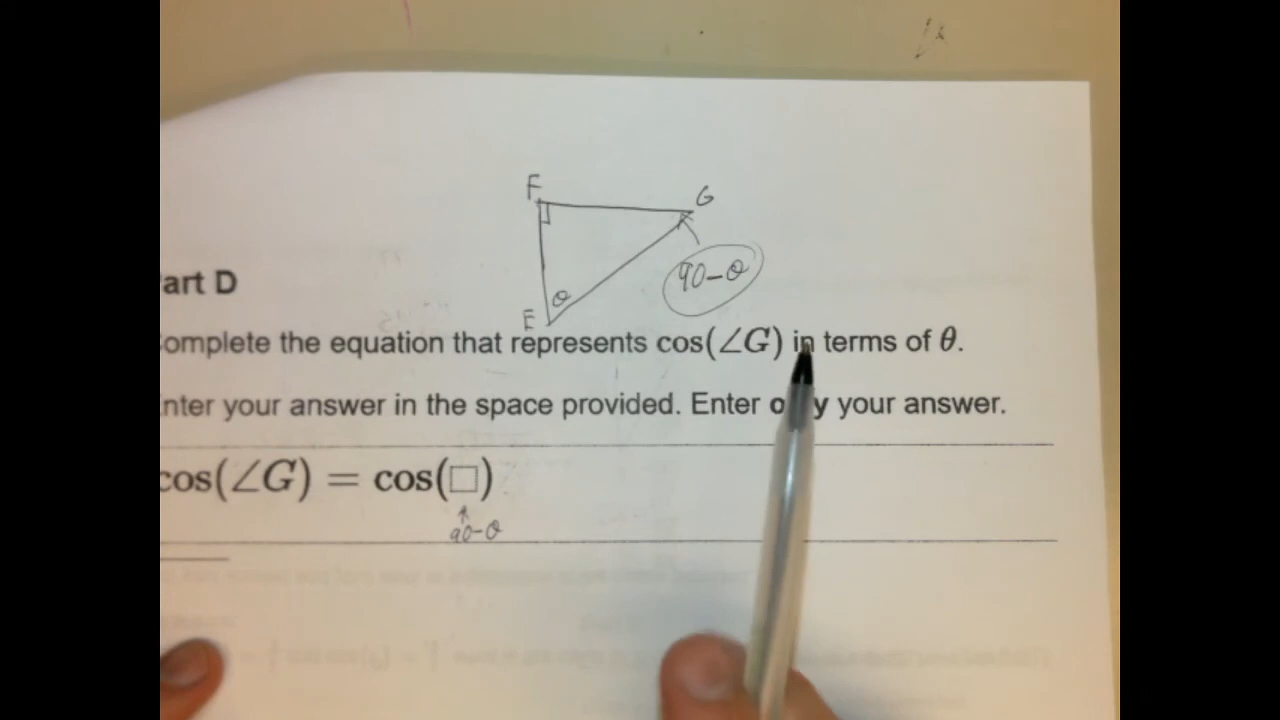 F
G
90-θ
θ
E
art D
omplete the equation that represents cos(∠G) in terms of θ.
nter your answer in the space provided. Enter o y your answer.
cos(∠G) = cos(□)
90-θ